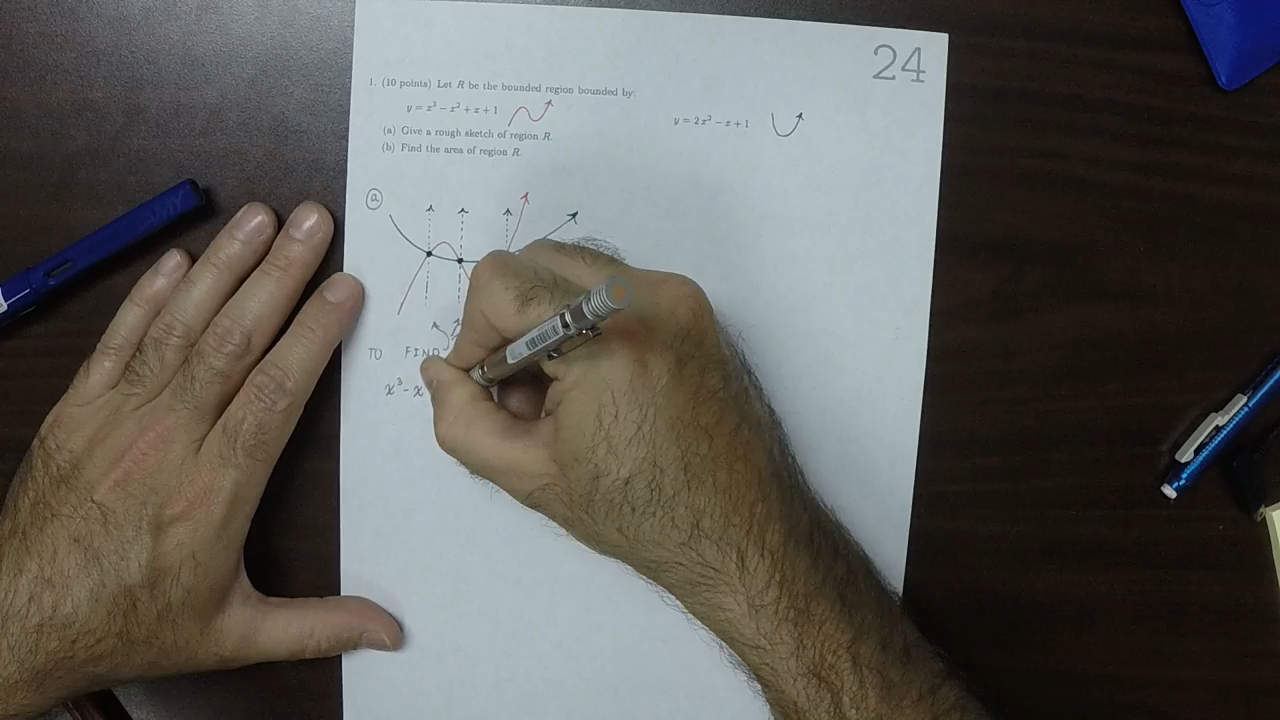 24
1. (10 points) Let R be the bounded region bounded by:
y = x³ − x² + x + 1
y = 2x² − x + 1
(a) Give a rough sketch of region R.
(b) Find the area of region R.
ⓐ
TO FIND
x³ - x